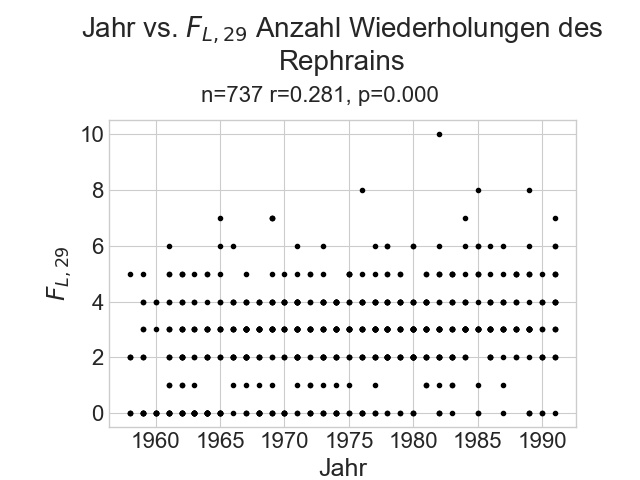 Jahr vs. F_{L, 29} Anzahl Wiederholungen des
Rephrains
n=737 r=0.281, p=0.000
10
8
6
4
2
0
F_{L, 29}
1960 1965 1970 1975 1980 1985 1990
Jahr